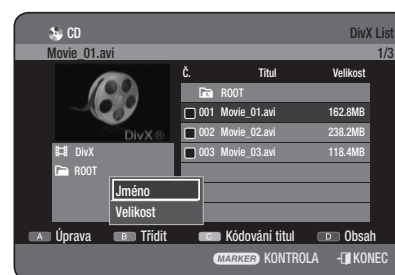 CD DivX List
Movie_01.avi 1/3
Č. Titul Velikost
ROOT
001 Movie_01.avi 162.8MB
002 Movie_02.avi 238.2MB
003 Movie_03.avi 118.4MB
DivX®
DivX
ROOT
Jméno
Velikost
A Úprava B Třídit C Kódování titul D Obsah
MARKER KONTROLA KONEC